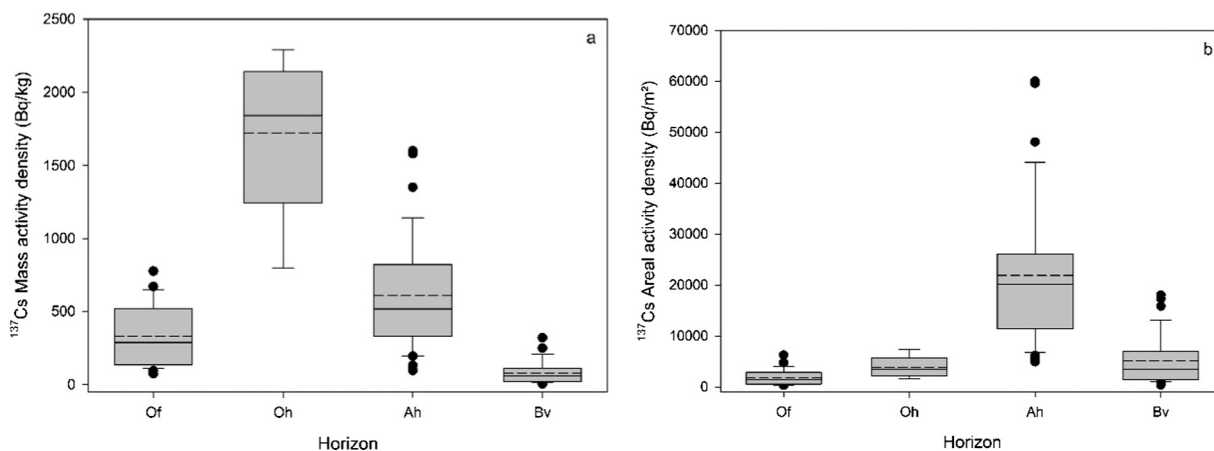 a
2500
2000
1500
1000
500
0
¹³⁷Cs Mass activity density (Bq/kg)
Of Oh Ah Bv
Horizon
b
70000
60000
50000
40000
30000
20000
10000
0
¹³⁷Cs Areal activity density (Bq/m²)
Of Oh Ah Bv
Horizon